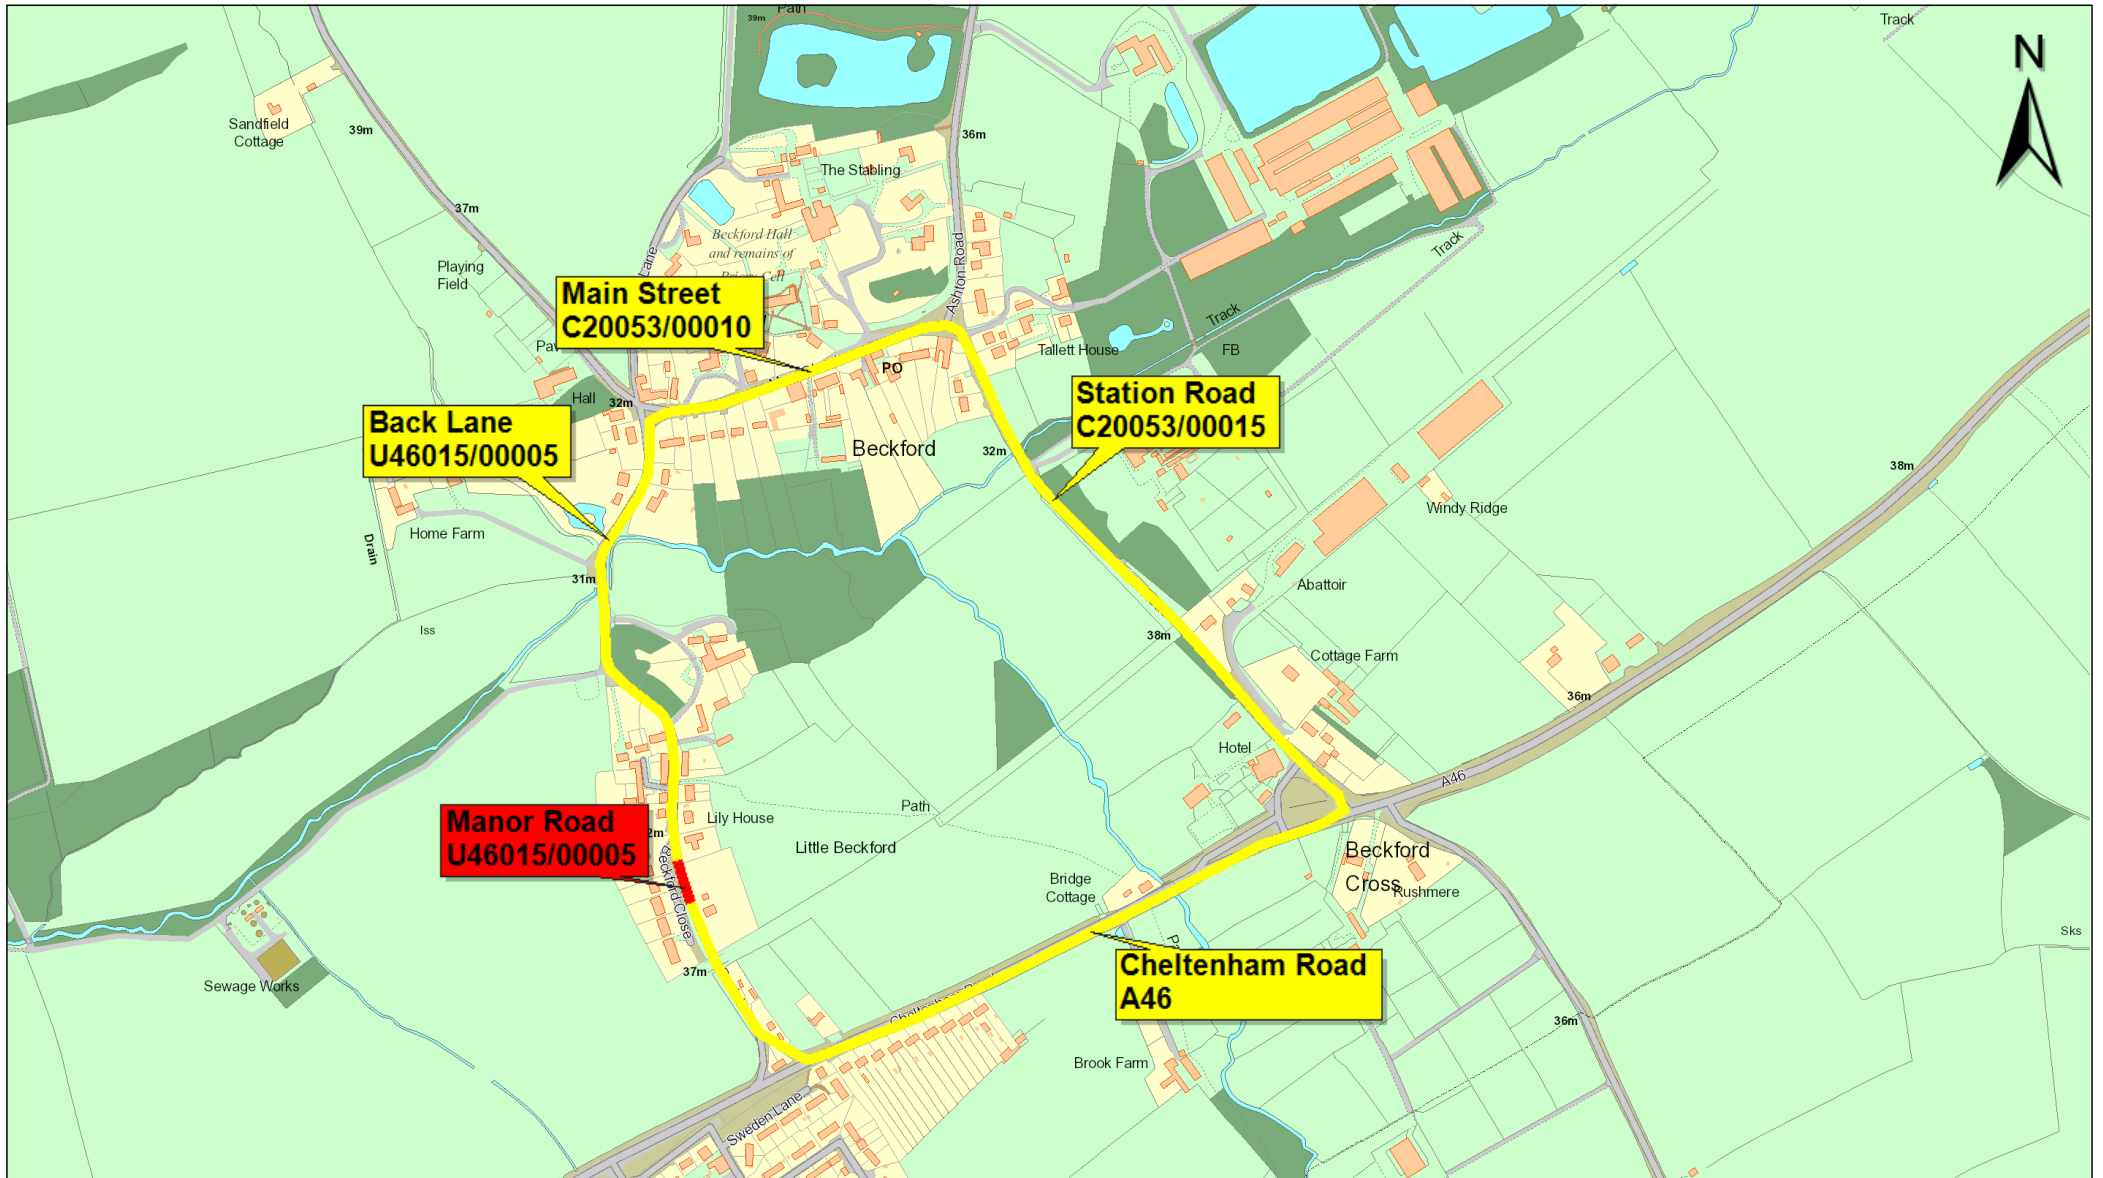 Path
39m
Track
N
Sandfield
Cottage
39m
36m
The Stabling
37m
Beckford Hall
and remains of
Priory Cell
Lane
Ashton Road
Track
Playing
Field
Main Street
C20053/00010
Track
Tallett House
FB
PO
Hall
32m
Station Road
C20053/00015
Back Lane
U46015/00005
Beckford
32m
38m
Windy Ridge
Home Farm
Drain
31m
Abattoir
Iss
38m
Cottage Farm
36m
Hotel
A46
Path
Manor Road
U46015/00005
Lily House
2m
Little Beckford
Beckford
Cross
Rushmere
Beckford Close
Bridge
Cottage
Sks
37m
Sewage Works
Cheltenham Road
A46
36m
Brook Farm
Sweden Lane